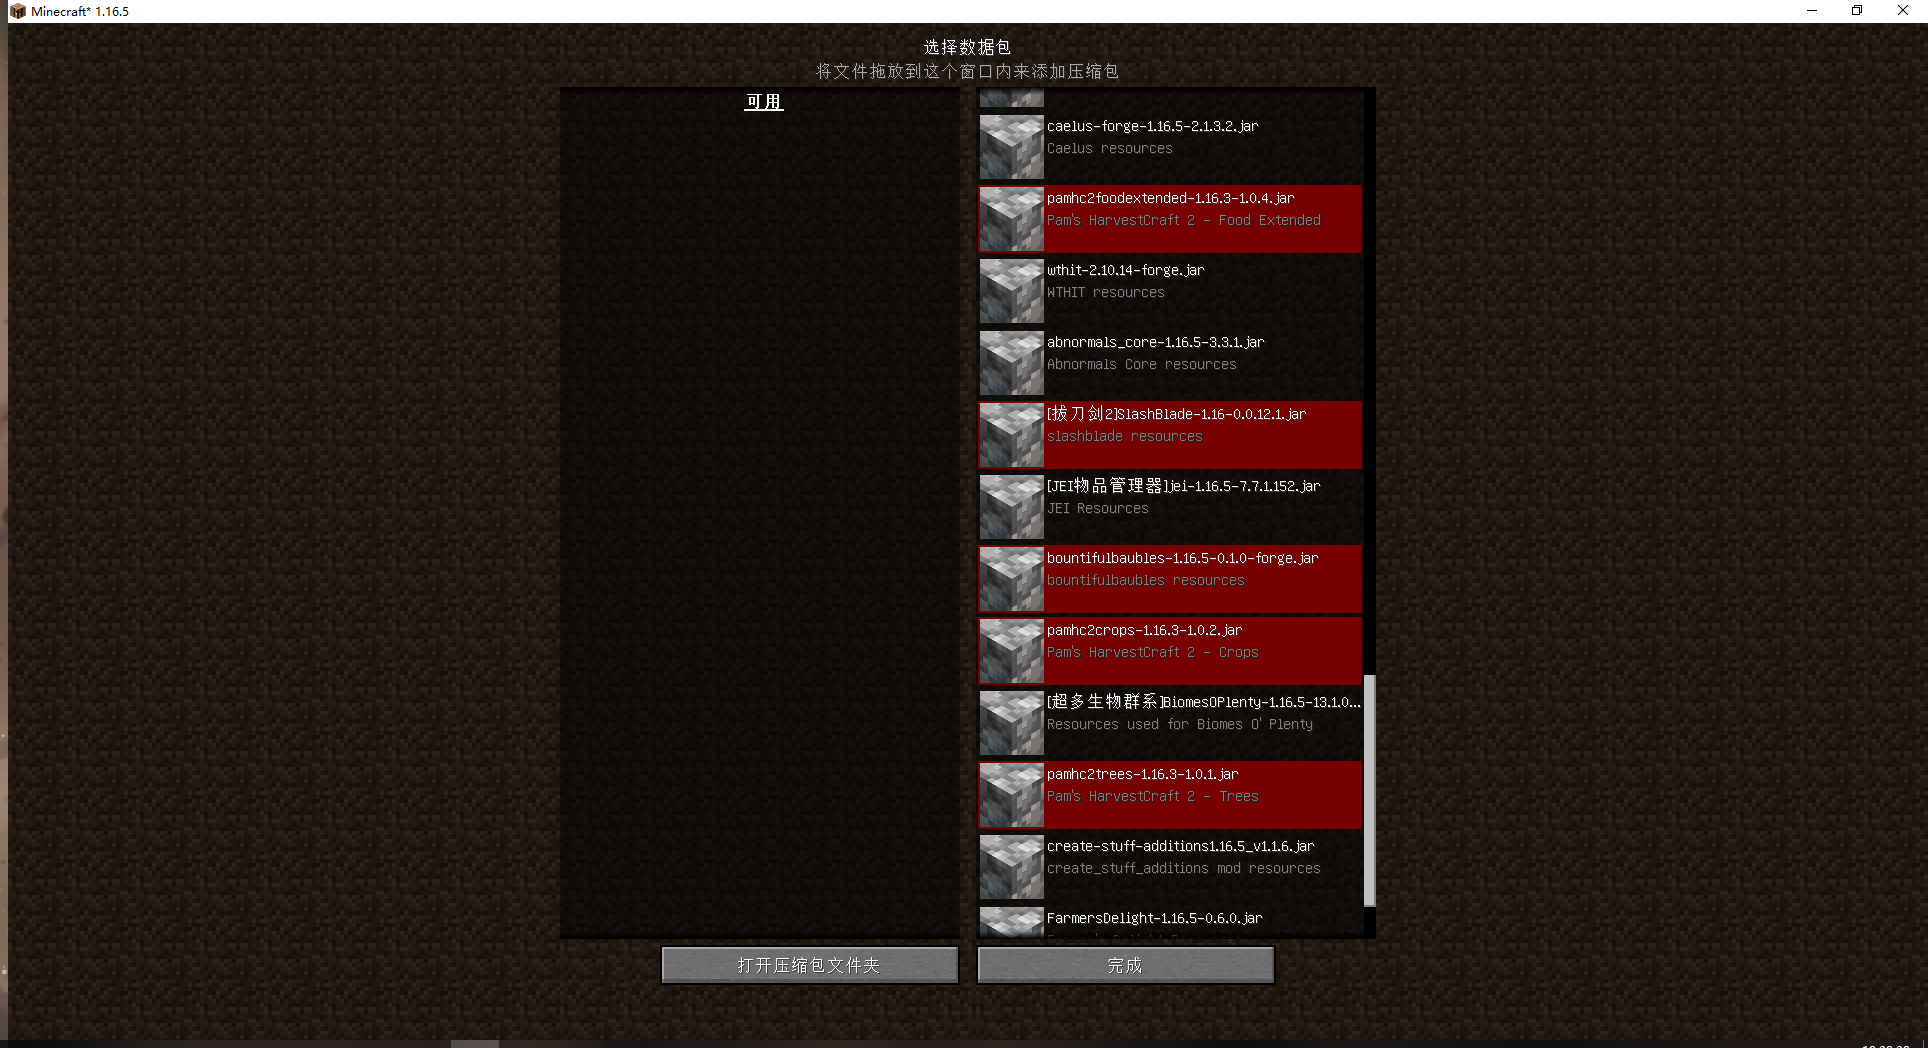 Minecraft* 1.16.5
选择数据包
将文件拖放到这个窗口内来添加压缩包
可用
caelus-forge-1.16.5-2.1.3.2.jar
Caelus resources
pamhc2foodextended-1.16.3-1.0.4.jar
Pam's HarvestCraft 2 - Food Extended
wthit-2.10.14-forge.jar
WTHIT resources
abnormals_core-1.16.5-3.3.1.jar
Abnormals Core resources
[拔刀剑2]SlashBlade-1.16-0.0.12.1.jar
slashblade resources
[JEI物品管理器]jei-1.16.5-7.7.1.152.jar
JEI Resources
bountifulbaubles-1.16.5-0.1.0-forge.jar
bountifulbaubles resources
pamhc2crops-1.16.3-1.0.2.jar
Pam's HarvestCraft 2 - Crops
[超多生物群系]BiomesOPlenty-1.16.5-13.1.0...
Resources used for Biomes O' Plenty
pamhc2trees-1.16.3-1.0.1.jar
Pam's HarvestCraft 2 - Trees
create-stuff-additions1.16.5_v1.1.6.jar
create_stuff_additions mod resources
FarmersDelight-1.16.5-0.6.0.jar
打开压缩包文件夹
完成